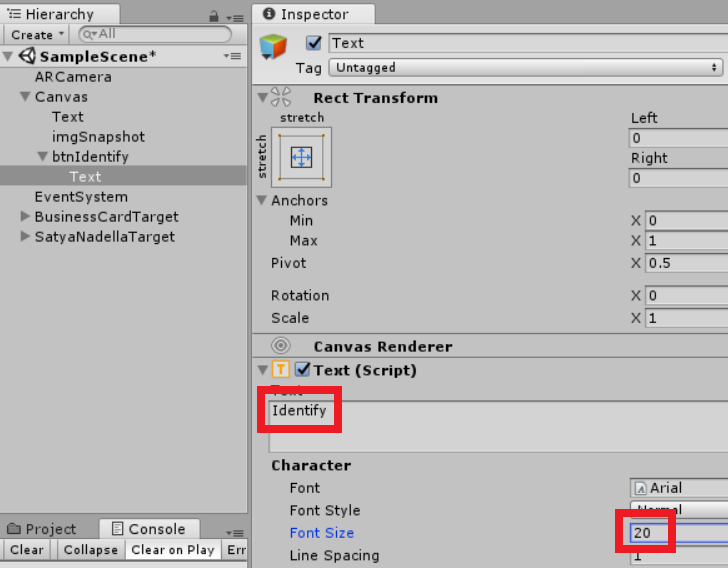 Hierarchy
Create
All
SampleScene*
ARCamera
Canvas
Text
imgSnapshot
btnIdentify
Text
EventSystem
BusinessCardTarget
SatyaNadellaTarget
Project
Console
Clear
Collapse
Clear on Play
Err
Inspector
Text
Tag Untagged
Rect Transform
stretch
stretch
Left
0
Right
0
Anchors
Min X 0
Max X 1
Pivot X 0.5
Rotation X 0
Scale X 1
Canvas Renderer
T Text (Script)
Text
Identify
Character
Font Arial
Font Style Normal
Font Size 20
Line Spacing 1